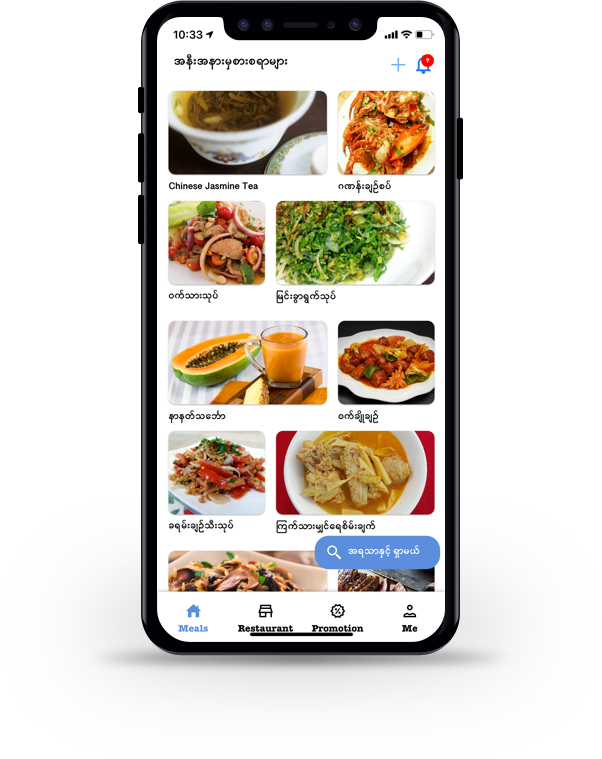 10:33
အနီးအနားမှစားစရာများ
7
Chinese Jasmine Tea
ဂဏန်းချဉ်စပ်
ဝက်သားသုပ်
မြင်းခွာရွက်သုပ်
နာနတ်သင်္ဘော
ဝက်ချိုချဉ်
ခရမ်းချဉ်သီးသုပ်
ကြက်သားမျှင်ရေစိမ်းချက်
အရသာနှင့် ရှာမယ်
Meals
Restaurant
Promotion
Me